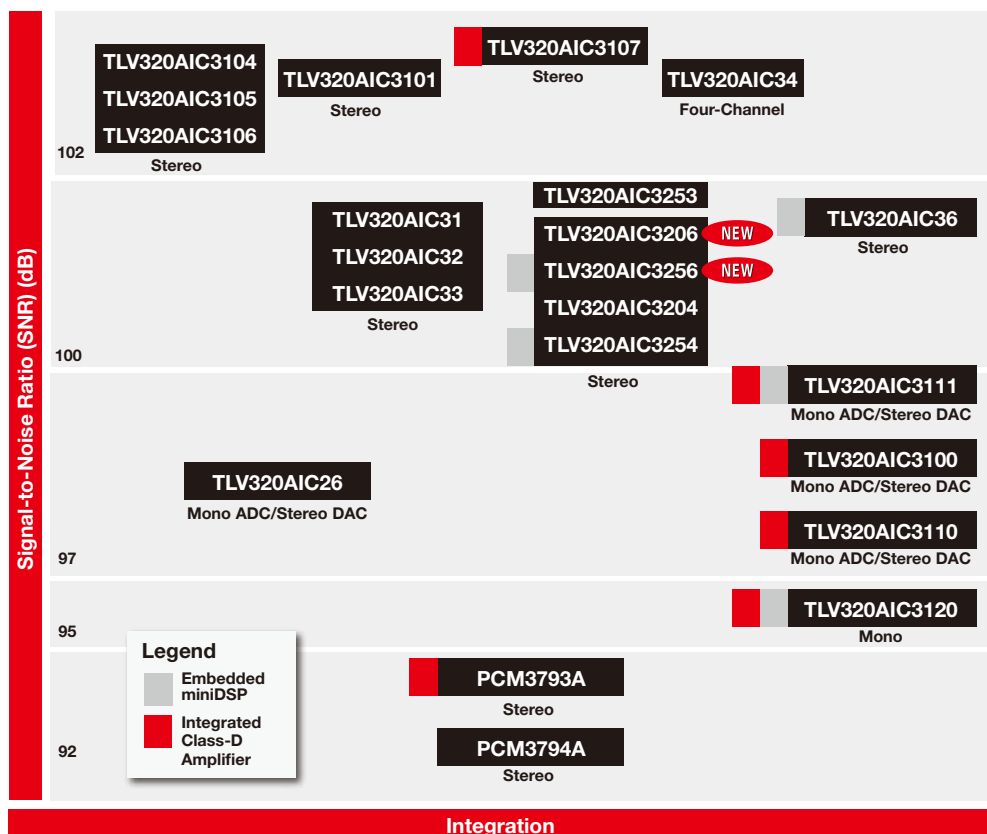 Signal-to-Noise Ratio (SNR) (dB)
TLV320AIC3104
TLV320AIC3105
TLV320AIC3106
Stereo
TLV320AIC3101
Stereo
TLV320AIC3107
Stereo
TLV320AIC34
Four-Channel
102
TLV320AIC31
TLV320AIC32
TLV320AIC33
Stereo
TLV320AIC3253
TLV320AIC3206 NEW
TLV320AIC3256 NEW
TLV320AIC3204
TLV320AIC3254
Stereo
TLV320AIC36
Stereo
100
TLV320AIC26
Mono ADC/Stereo DAC
TLV320AIC3111
Mono ADC/Stereo DAC
TLV320AIC3100
Mono ADC/Stereo DAC
TLV320AIC3110
Mono ADC/Stereo DAC
97
TLV320AIC3120
Mono
95
PCM3793A
Stereo
PCM3794A
Stereo
92
Legend
Embedded
miniDSP
Integrated
Class-D
Amplifier
Integration